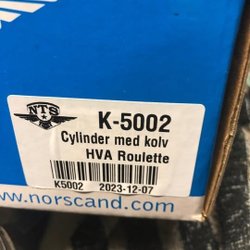 NTS
K-5002
Cylinder med kolv
HVA Roulette
K5002 2023-12-07
www.norscand.com